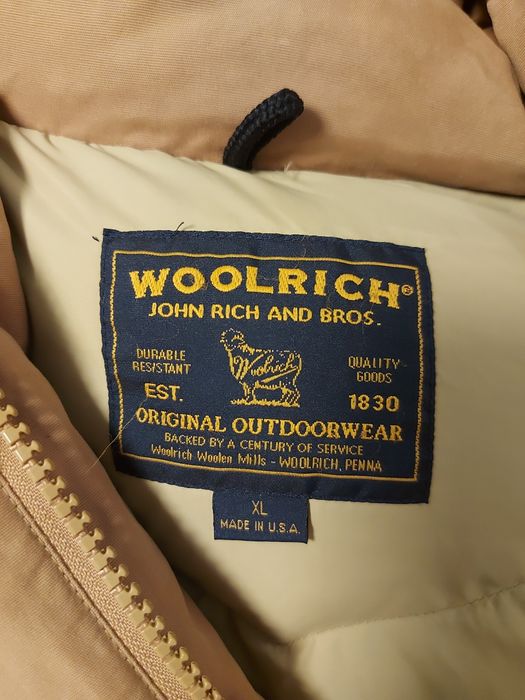 WOOLRICH®
JOHN RICH AND BROS.
DURABLE
RESISTANT
Woolrich
QUALITY
GOODS
EST.
1830
ORIGINAL OUTDOORWEAR
BACKED BY A CENTURY OF SERVICE
Woolrich Woolen Mills - WOOLRICH, PENNA
XL
MADE IN U.S.A.